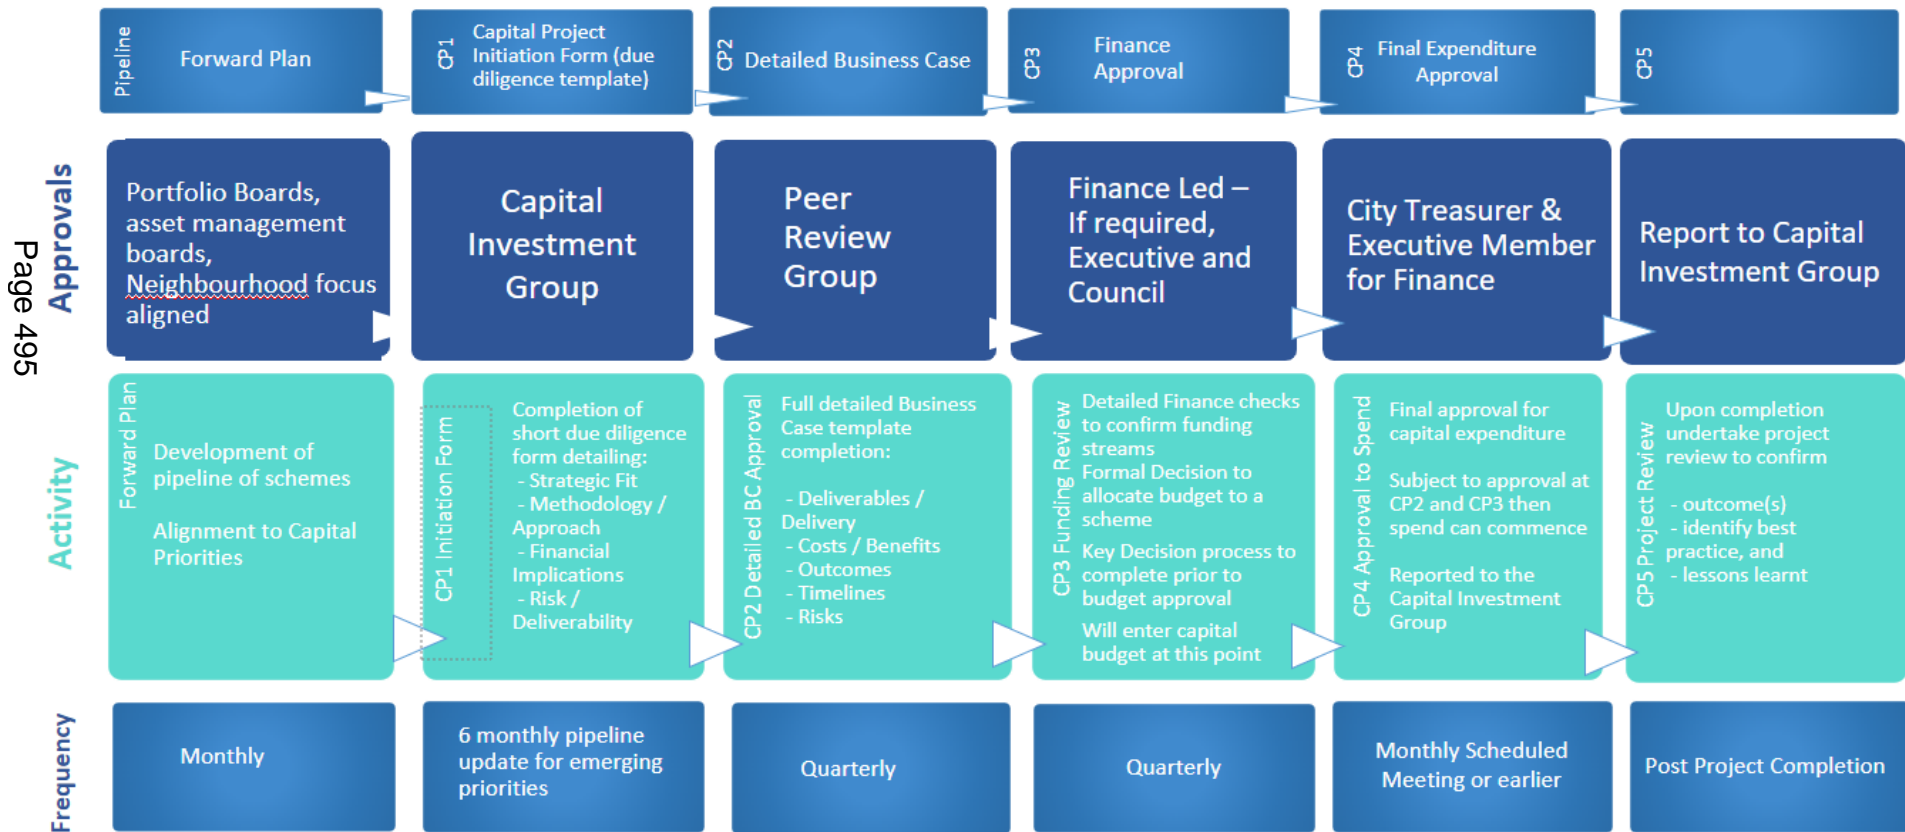 Pipeline
Forward Plan
CP1
Capital Project
Initiation Form (due
diligence template)
CP2
Detailed Business Case
CP3
Finance
Approval
CP4
Final Expenditure
Approval
CP5
Page 495
Approvals
Portfolio Boards,
asset management
boards,
Neighbourhood focus
aligned
Capital
Investment
Group
Peer
Review
Group
Finance Led –
If required,
Executive and
Council
City Treasurer &
Executive Member
for Finance
Report to Capital
Investment Group
Activity
Forward Plan
Development of
pipeline of schemes
Alignment to Capital
Priorities
CP1 Initiation Form
Completion of
short due diligence
form detailing:
- Strategic Fit
- Methodology /
Approach
- Financial
Implications
- Risk /
Deliverability
CP2 Detailed BC Approval
Full detailed Business
Case template
completion:
- Deliverables /
Delivery
- Costs / Benefits
- Outcomes
- Timelines
- Risks
CP3 Funding Review
Detailed Finance checks
to confirm funding
streams
Formal Decision to
allocate budget to a
scheme
Key Decision process to
complete prior to
budget approval
Will enter capital
budget at this point
CP4 Approval to Spend
Final approval for
capital expenditure
Subject to approval at
CP2 and CP3 then
spend can commence
Reported to the
Capital Investment
Group
CP5 Project Review
Upon completion
undertake project
review to confirm
- outcome(s)
- identify best
practice, and
- lessons learnt
Frequency
Monthly
6 monthly pipeline
update for emerging
priorities
Quarterly
Quarterly
Monthly Scheduled
Meeting or earlier
Post Project Completion